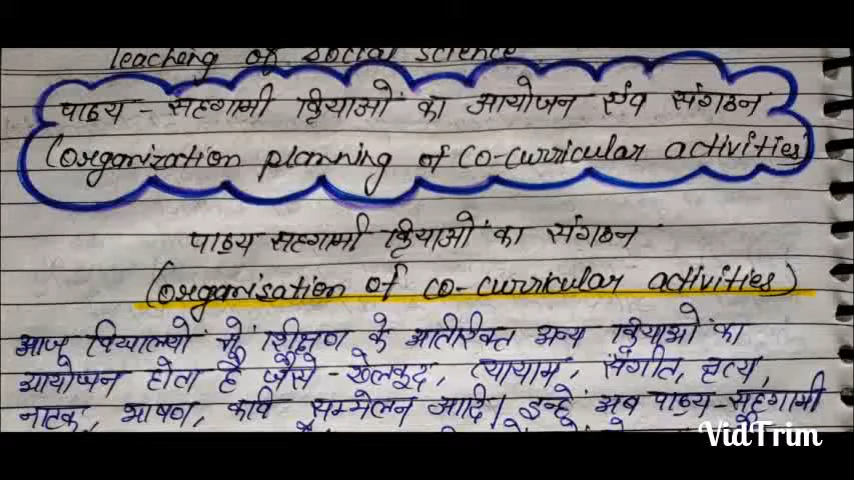 Teaching of social science
पाठ्य - सहगामी क्रियाओं का आयोजन एंव संगठन
(organization planning of co-curricular activities)
पाठ्य सहगामी क्रियाओं का संगठन
(organisation of co-curricular activities)
आज विद्यालयों में शिक्षण के अतिरिक्त अन्य क्रियाओं का
आयोजन होता है जैसे - खेलकूद, व्यायाम, संगीत, नृत्य,
नाटक, भाषण, कवि सम्मेलन आदि। इन्हें अब पाठ्य-सहगामी
VidTrim